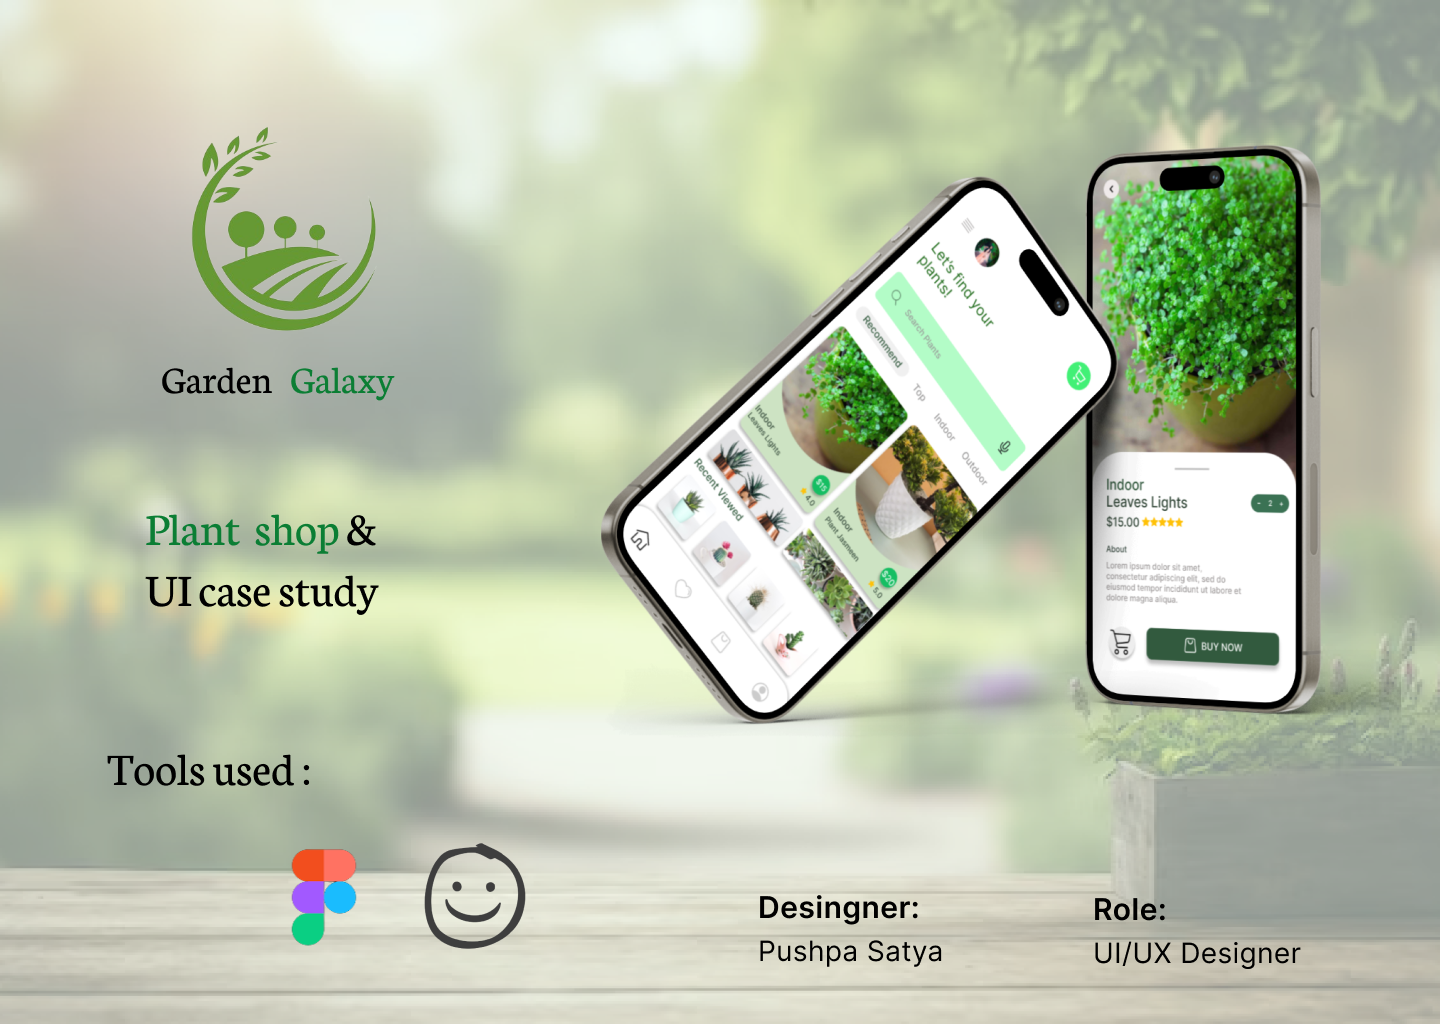 Garden Galaxy
Plant shop &
UI case study
Tools used :
Let's find your
plants!
Search Plants
Recommend
Top
Indoor
Outdoor
Indoor
Leaves Lights
$15
4.0
Indoor
Plant Jasmeen
$20
5.0
Recent Viewed
Indoor
Leaves Lights
- 2 +
$15.00
About
Lorem ipsum dolor sit amet,
consectetur adipiscing elit, sed do
eiusmod tempor incididunt ut labore et
dolore magna aliqua.
BUY NOW
Desingner:
Pushpa Satya
Role:
UI/UX Designer